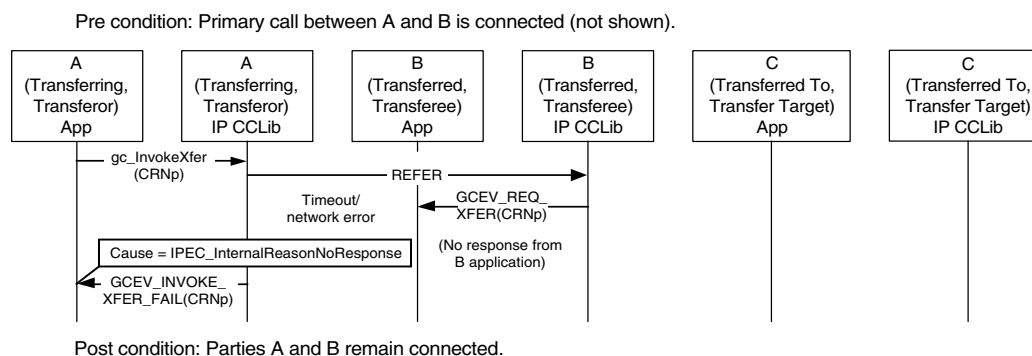 Pre condition: Primary call between A and B is connected (not shown).
A
(Transferring,
Transferor)
App
A
(Transferring,
Transferor)
IP CCLib
B
(Transferred,
Transferee)
App
B
(Transferred,
Transferee)
IP CCLib
C
(Transferred To,
Transfer Target)
App
C
(Transferred To,
Transfer Target)
IP CCLib
gc_InvokeXfer
(CRNp)
REFER
Timeout/
network error
GCEV_REQ_
XFER(CRNp)
(No response from
B application)
Cause = IPEC_InternalReasonNoResponse
GCEV_INVOKE_
XFER_FAIL(CRNp)
Post condition: Parties A and B remain connected.